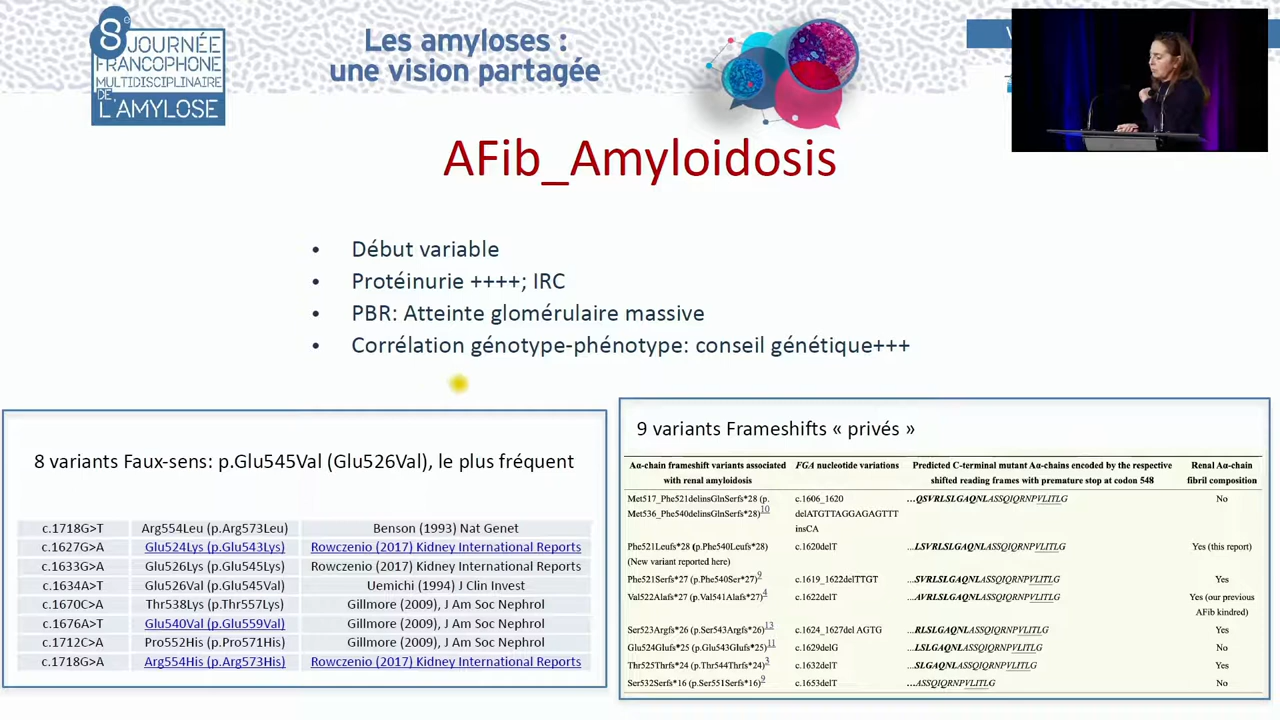 8e JOURNÉE
FRANCOPHONE
MULTIDISCIPLINAIRE
DE
L'AMYLOSE
Les amyloses :
une vision partagée
AFib_Amyloidosis
• Début variable
• Protéinurie ++++; IRC
• PBR: Atteinte glomérulaire massive
• Corrélation génotype-phénotype: conseil génétique+++
8 variants Faux-sens: p.Glu545Val (Glu526Val), le plus fréquent
c.1718G>T Arg554Leu (p.Arg573Leu) Benson (1993) Nat Genet
c.1627G>A Glu524Lys (p.Glu543Lys) Rowczenio (2017) Kidney International Reports
c.1633G>A Glu526Lys (p.Glu545Lys) Rowczenio (2017) Kidney International Reports
c.1634A>T Glu526Val (p.Glu545Val) Uemichi (1994) J Clin Invest
c.1670C>A Thr538Lys (p.Thr557Lys) Gillmore (2009), J Am Soc Nephrol
c.1676A>T Glu540Val (p.Glu559Val) Gillmore (2009), J Am Soc Nephrol
c.1712C>A Pro552His (p.Pro571His) Gillmore (2009), J Am Soc Nephrol
c.1718G>A Arg554His (p.Arg573His) Rowczenio (2017) Kidney International Reports
9 variants Frameshifts « privés »
Aα-chain frameshift variants associated FGA nucleotide variations Predicted C-terminal mutant Aα-chains encoded by the respective Renal Aα-chain
with renal amyloidosis shifted reading frames with premature stop at codon 548 fibril composition
Met517_Phe521delinsGlnSerfs*28 (p. c.1606_1620 ...QSVRLSLGAQNLASSQIQRNPVLITLG No
Met536_Phe540delinsGlnSerfs*28)10 delATGTTAGGAGAGTTT
insCA
Phe521Leufs*28 (p.Phe540Leufs*28) c.1620delT ...LSVRLSLGAQNLASSQIQRNPVLITLG Yes (this report)
(New variant reported here)
Phe521Serfs*27 (p.Phe540Ser*27)9 c.1619_1622delTTGT ...SVRLSLGAQNLASSQIQRNPVLITLG Yes
Val522Alafs*27 (p.Val541Alafs*27)4 c.1622delT ...AVRLSLGAQNLASSQIQRNPVLITLG Yes (our previous
AFib kindred)
Ser523Argfs*26 (p.Ser543Argfs*26)13 c.1624_1627del AGTG ...RLSLGAQNLASSQIQRNPVLITLG Yes
Glu524Glufs*25 (p.Glu543Glufs*25)11 c.1629delG ...LSLGAQNLASSQIQRNPVLITLG No
Thr525Thrfs*24 (p.Thr544Thrfs*24)3 c.1632delT ...SLGAQNLASSQIQRNPVLITLG Yes
Ser532Serfs*16 (p.Ser551Serfs*16)9 c.1653delT ...ASSQIQRNPVLITLG No